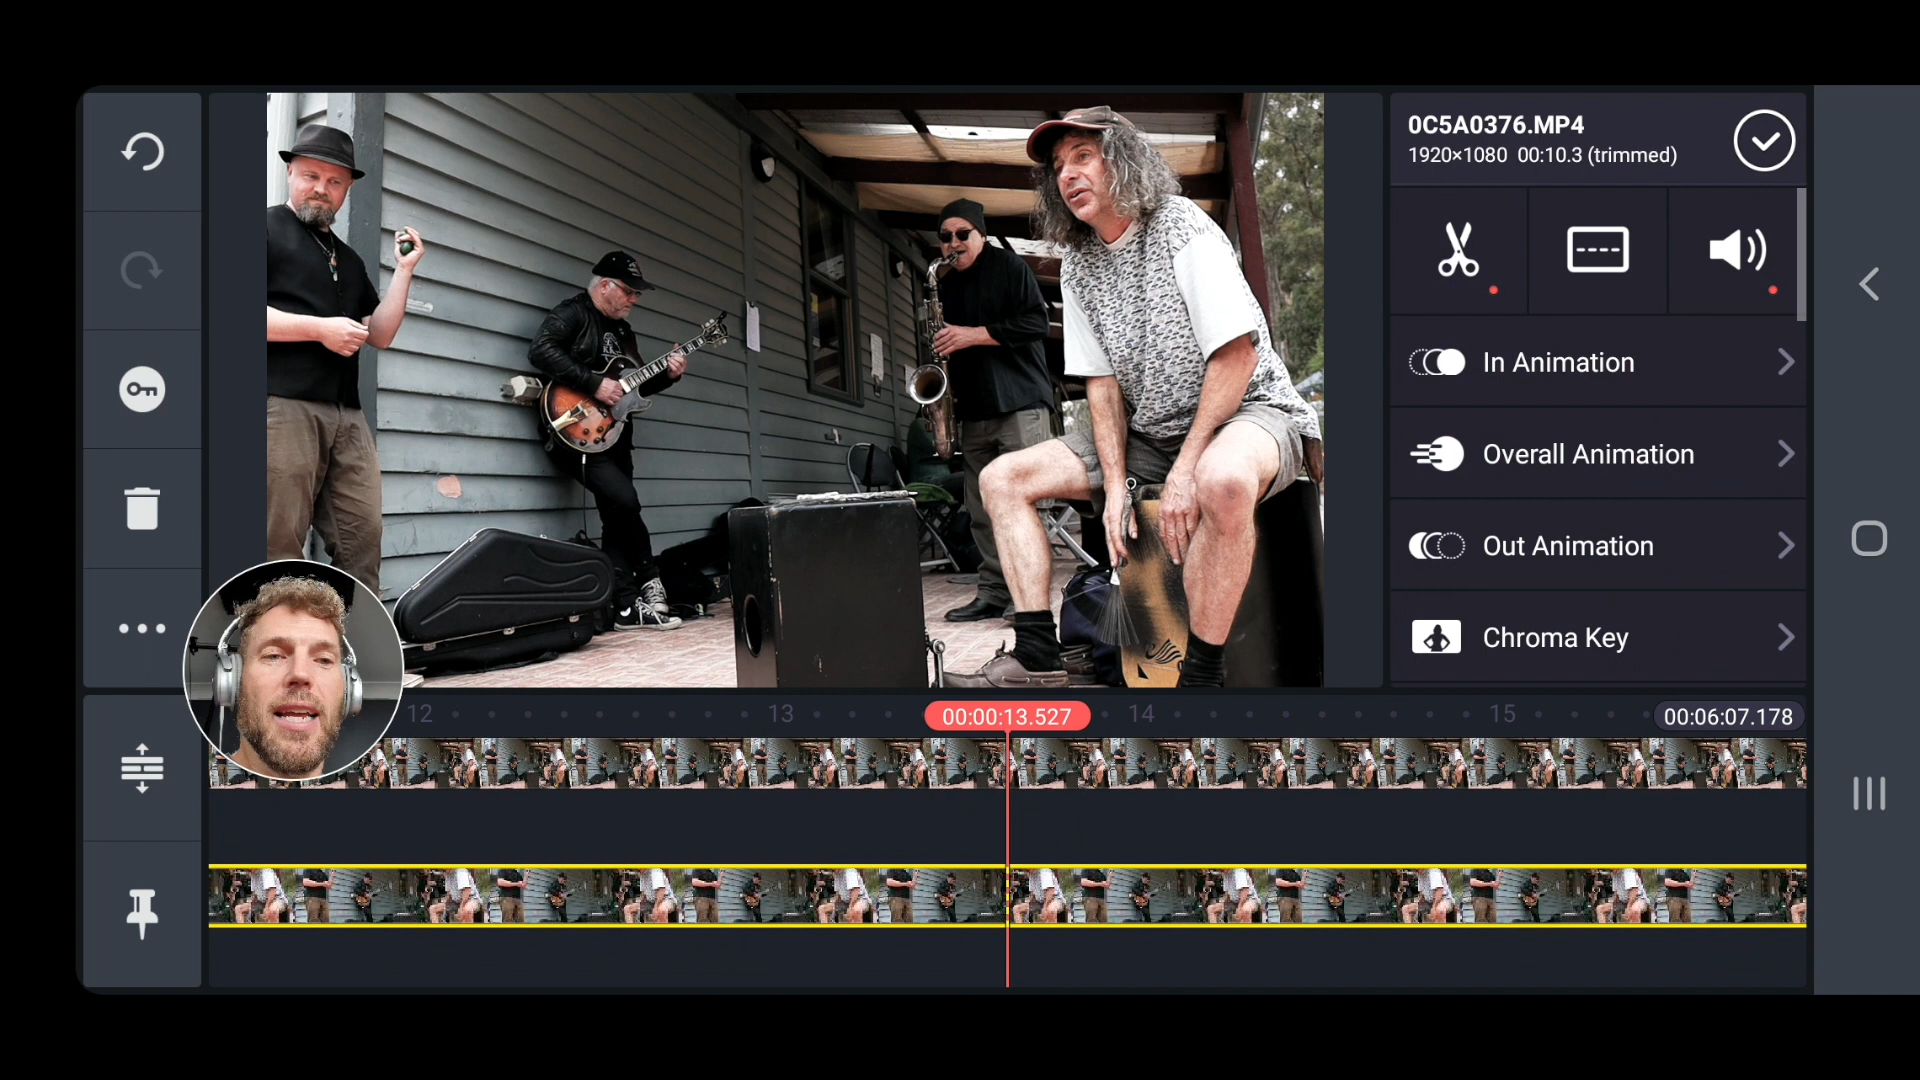 0C5A0376.MP4
1920×1080 00:10.3 (trimmed)
In Animation
Overall Animation
Out Animation
Chroma Key
12 13 00:00:13.527 14 15 00:06:07.178